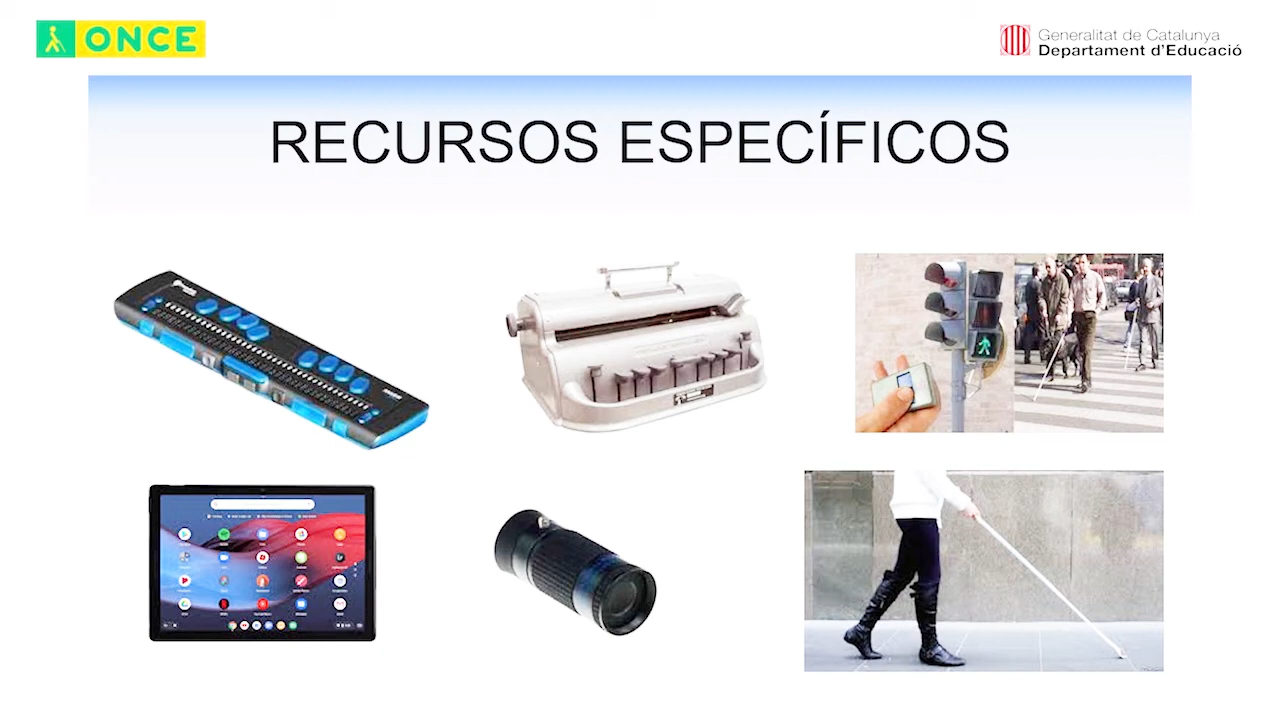 ONCE
Generalitat de Catalunya
Departament d'Educació
RECURSOS ESPECÍFICOS